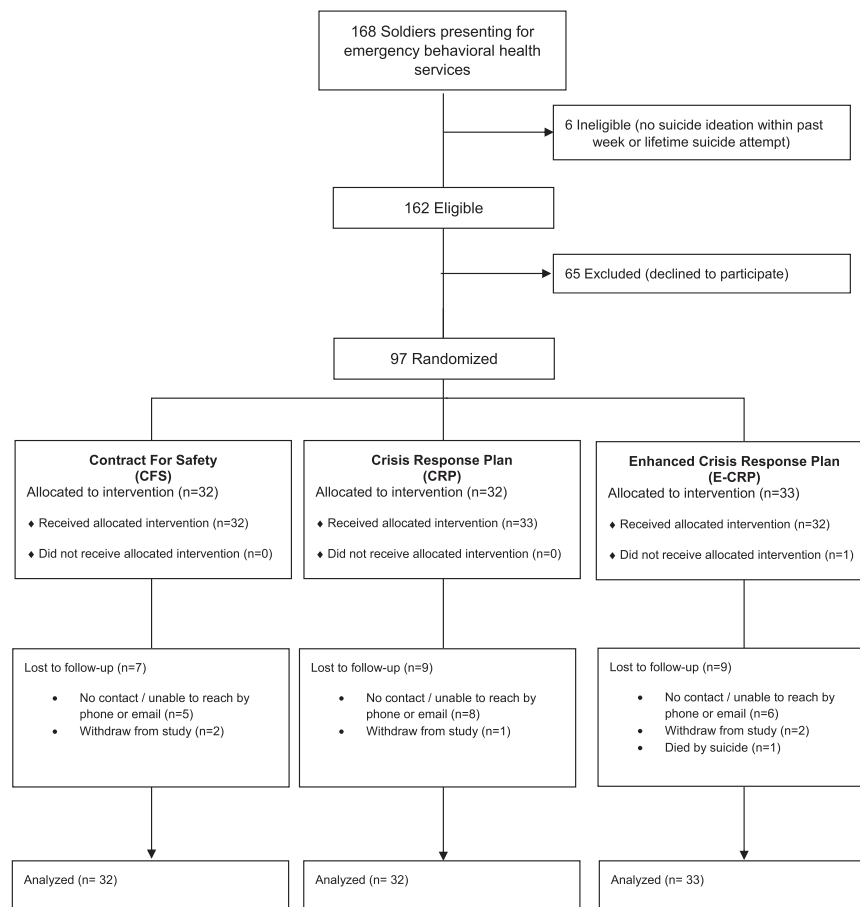 168 Soldiers presenting for
emergency behavioral health
services
6 Ineligible (no suicide ideation within past
week or lifetime suicide attempt)
162 Eligible
65 Excluded (declined to participate)
97 Randomized
Contract For Safety
(CFS)
Allocated to intervention (n=32)
♦ Received allocated intervention (n=32)
♦ Did not receive allocated intervention (n=0)
Crisis Response Plan
(CRP)
Allocated to intervention (n=32)
♦ Received allocated intervention (n=33)
♦ Did not receive allocated intervention (n=0)
Enhanced Crisis Response Plan
(E-CRP)
Allocated to intervention (n=33)
♦ Received allocated intervention (n=32)
♦ Did not receive allocated intervention (n=1)
Lost to follow-up (n=7)
• No contact / unable to reach by
phone or email (n=5)
• Withdraw from study (n=2)
Lost to follow-up (n=9)
• No contact / unable to reach by
phone or email (n=8)
• Withdraw from study (n=1)
Lost to follow-up (n=9)
• No contact / unable to reach by
phone or email (n=6)
• Withdraw from study (n=2)
• Died by suicide (n=1)
Analyzed (n= 32)
Analyzed (n= 32)
Analyzed (n= 33)